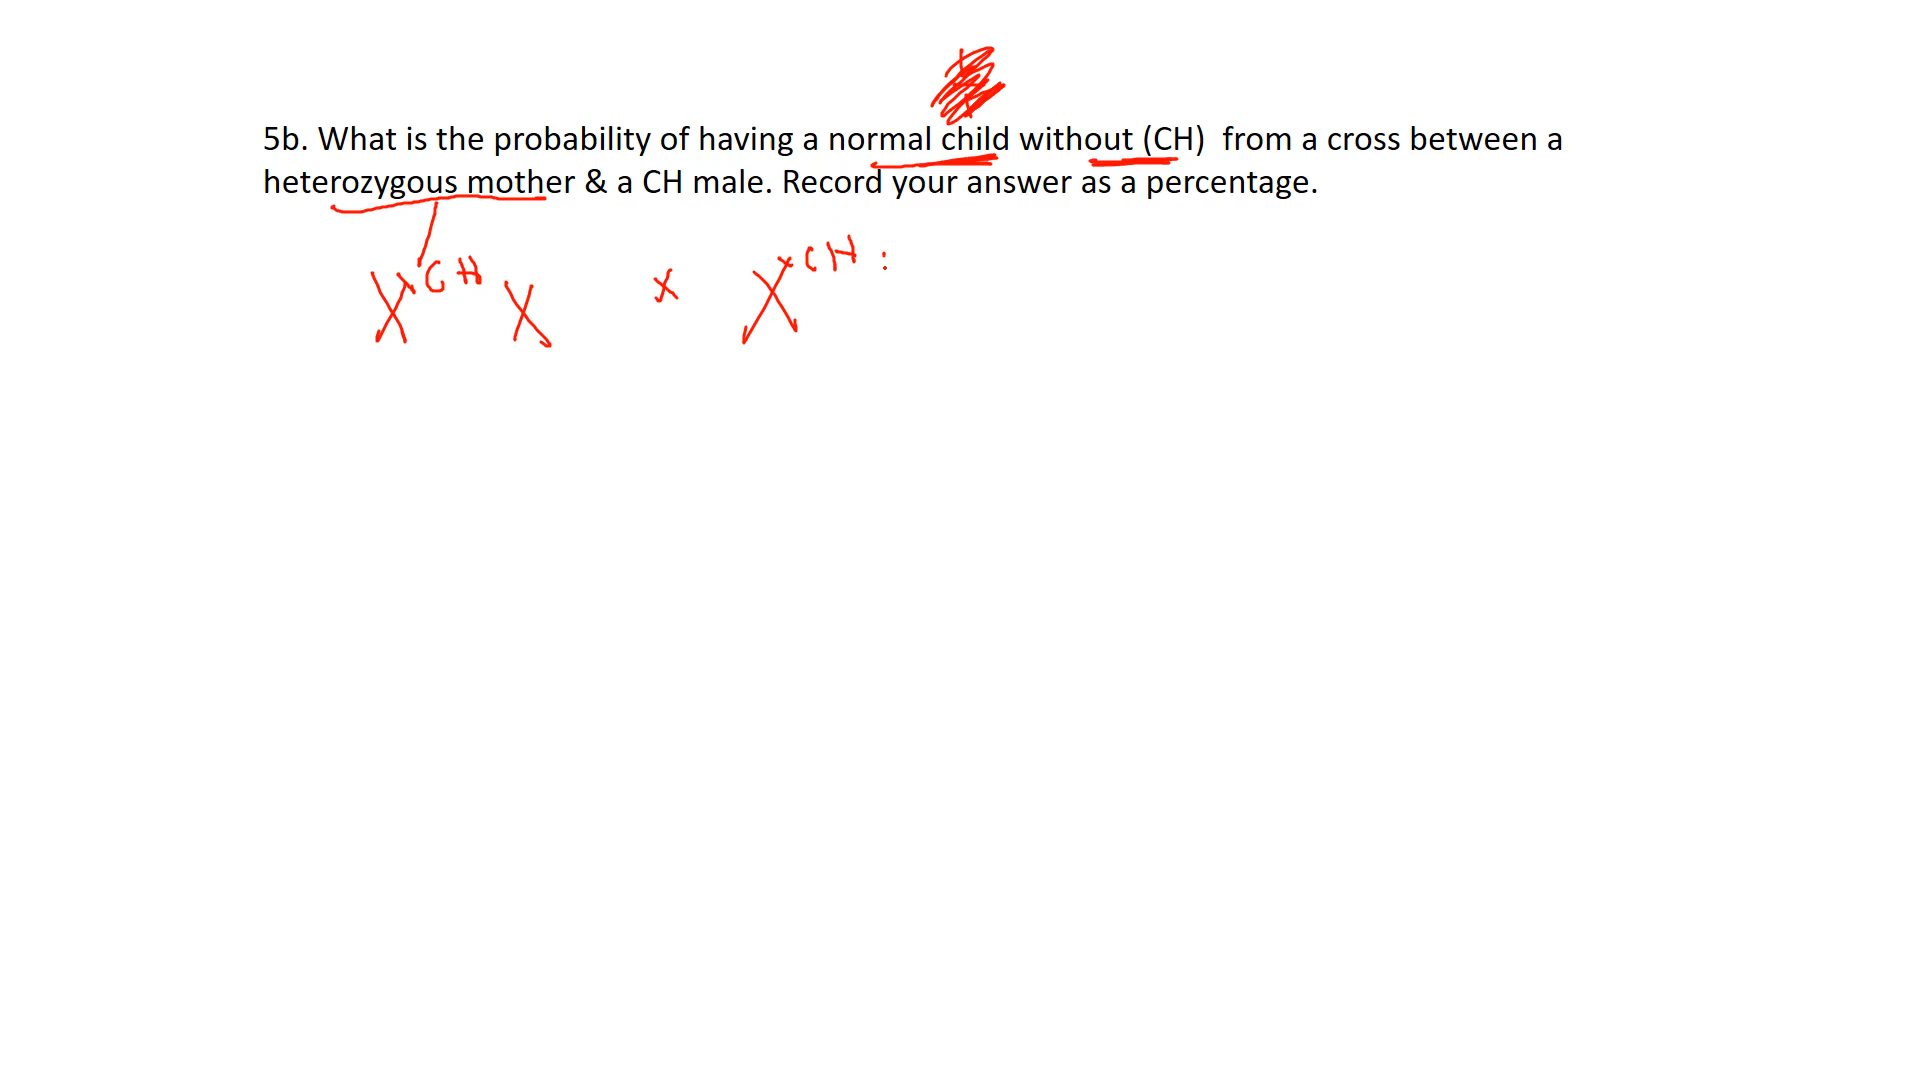 5b. What is the probability of having a normal child without (CH) from a cross between a
heterozygous mother & a CH male. Record your answer as a percentage.
X^CH X x X^CH :